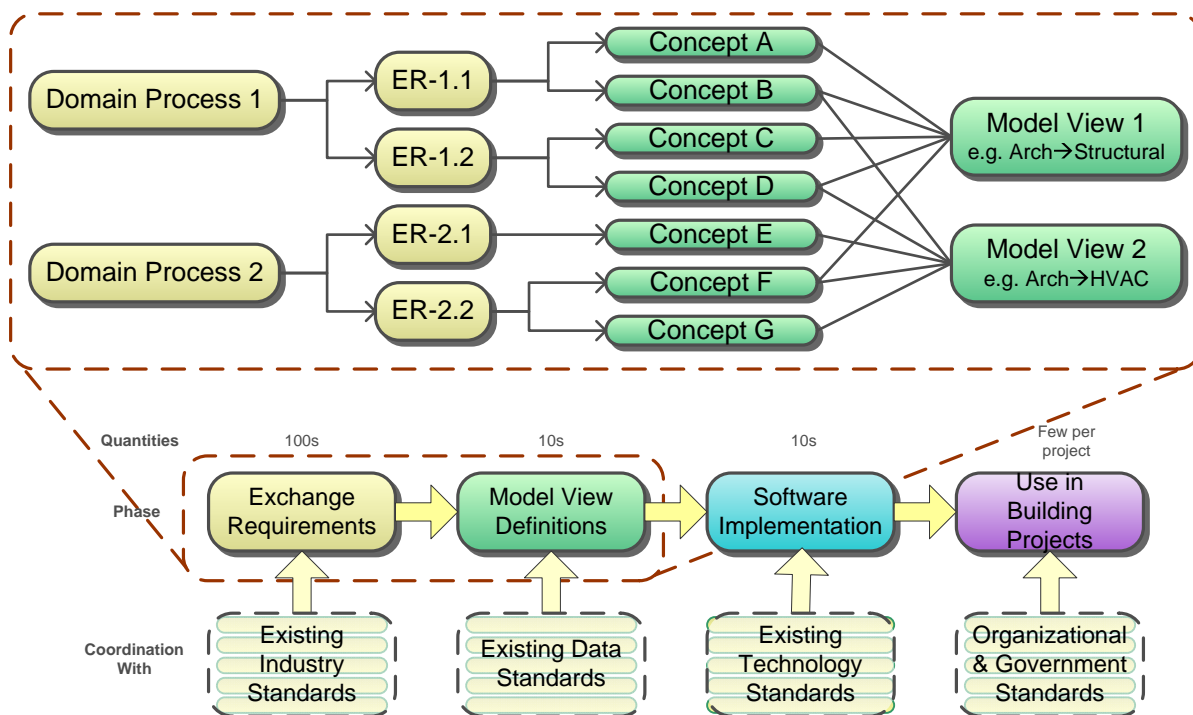 Concept A
Domain Process 1
ER-1.1
Concept B
Model View 1
e.g. Arch→Structural
ER-1.2
Concept C
Concept D
Domain Process 2
ER-2.1
Concept E
Model View 2
e.g. Arch→HVAC
ER-2.2
Concept F
Concept G
Quantities
100s
10s
10s
Few per
project
Phase
Exchange
Requirements
Model View
Definitions
Software
Implementation
Use in
Building
Projects
Coordination
With
Existing
Industry
Standards
Existing Data
Standards
Existing
Technology
Standards
Organizational
& Government
Standards